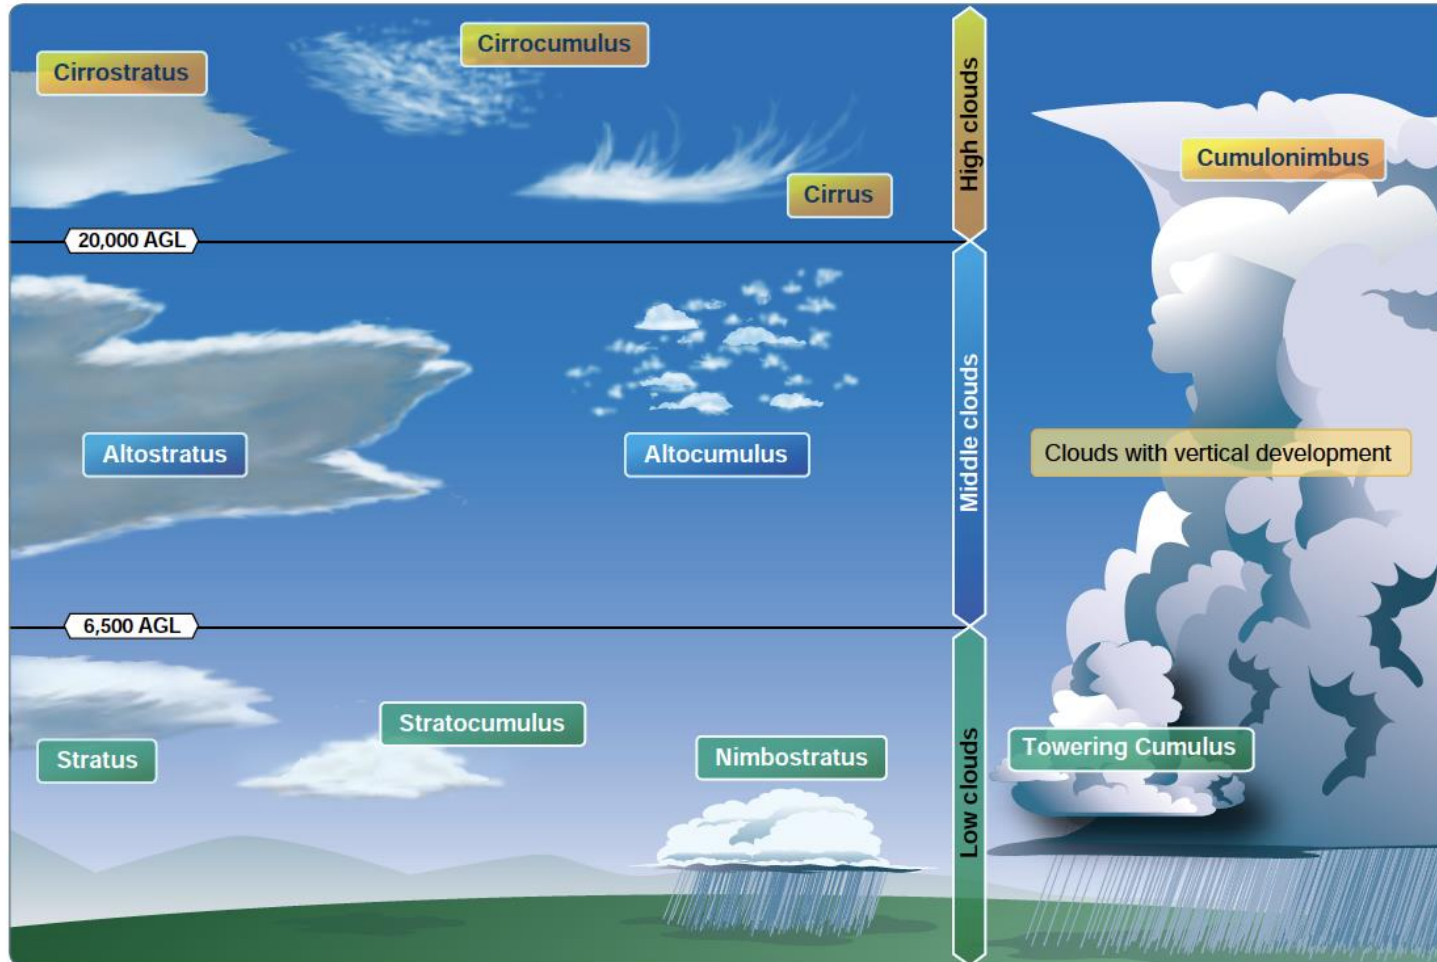 Cirrostratus
Cirrocumulus
Cirrus
High clouds
Cumulonimbus
20,000 AGL
Altostratus
Altocumulus
Middle clouds
Clouds with vertical development
6,500 AGL
Stratus
Stratocumulus
Nimbostratus
Low clouds
Towering Cumulus